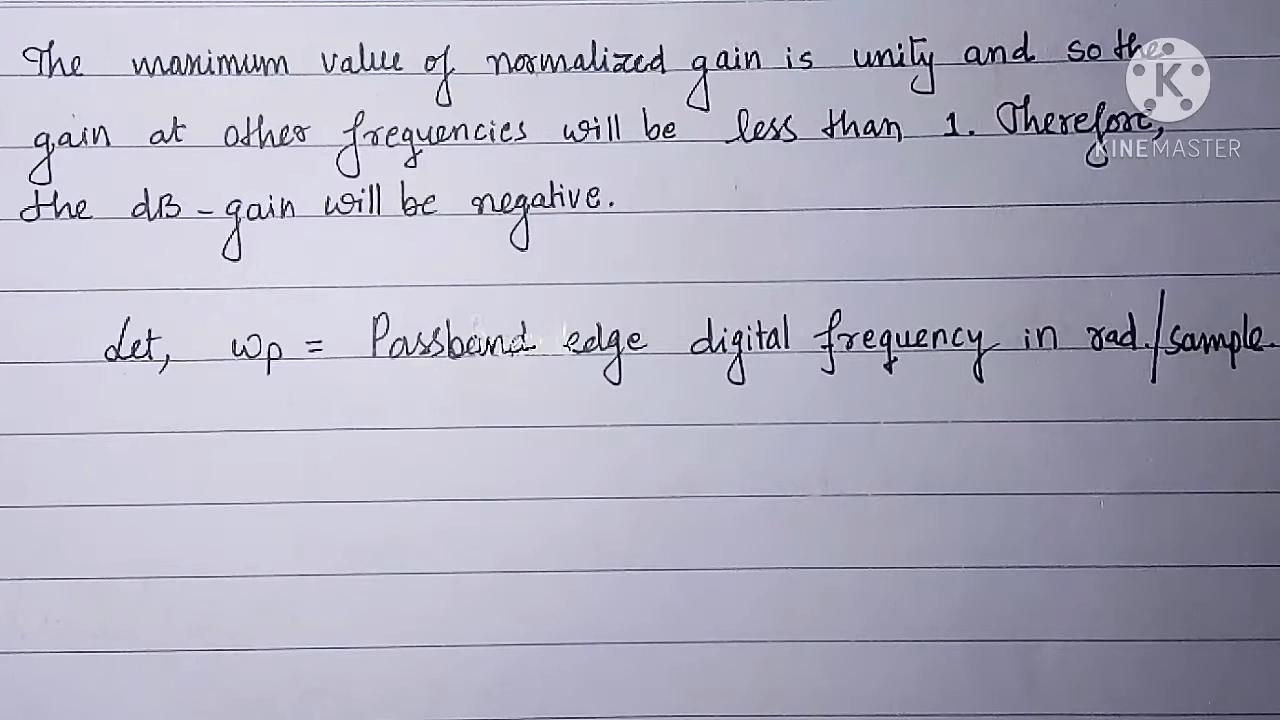 The maximum value of normalized gain is unity and so the
gain at other frequencies will be less than 1. Therefore,
the dB-gain will be negative.
Let, ωp = Passband edge digital frequency in rad./sample.
K
KINEMASTER